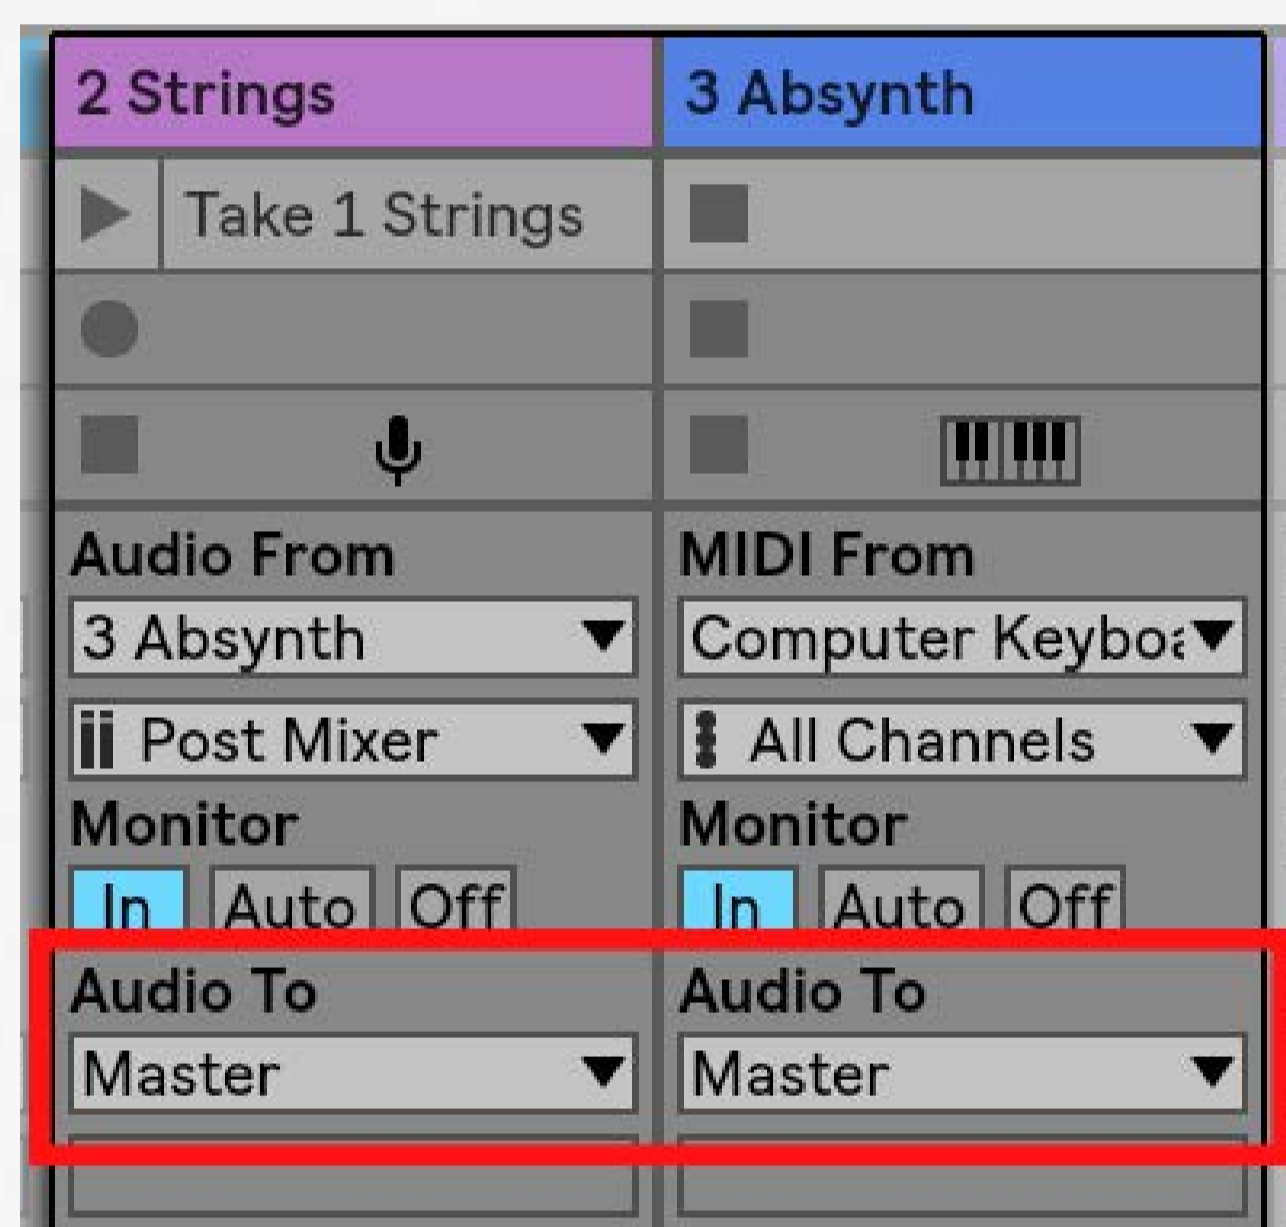 2 Strings
3 Absynth
Take 1 Strings
Audio From
MIDI From
3 Absynth
Computer Keyboa
Post Mixer
All Channels
Monitor
Monitor
In Auto Off
In Auto Off
Audio To
Audio To
Master
Master